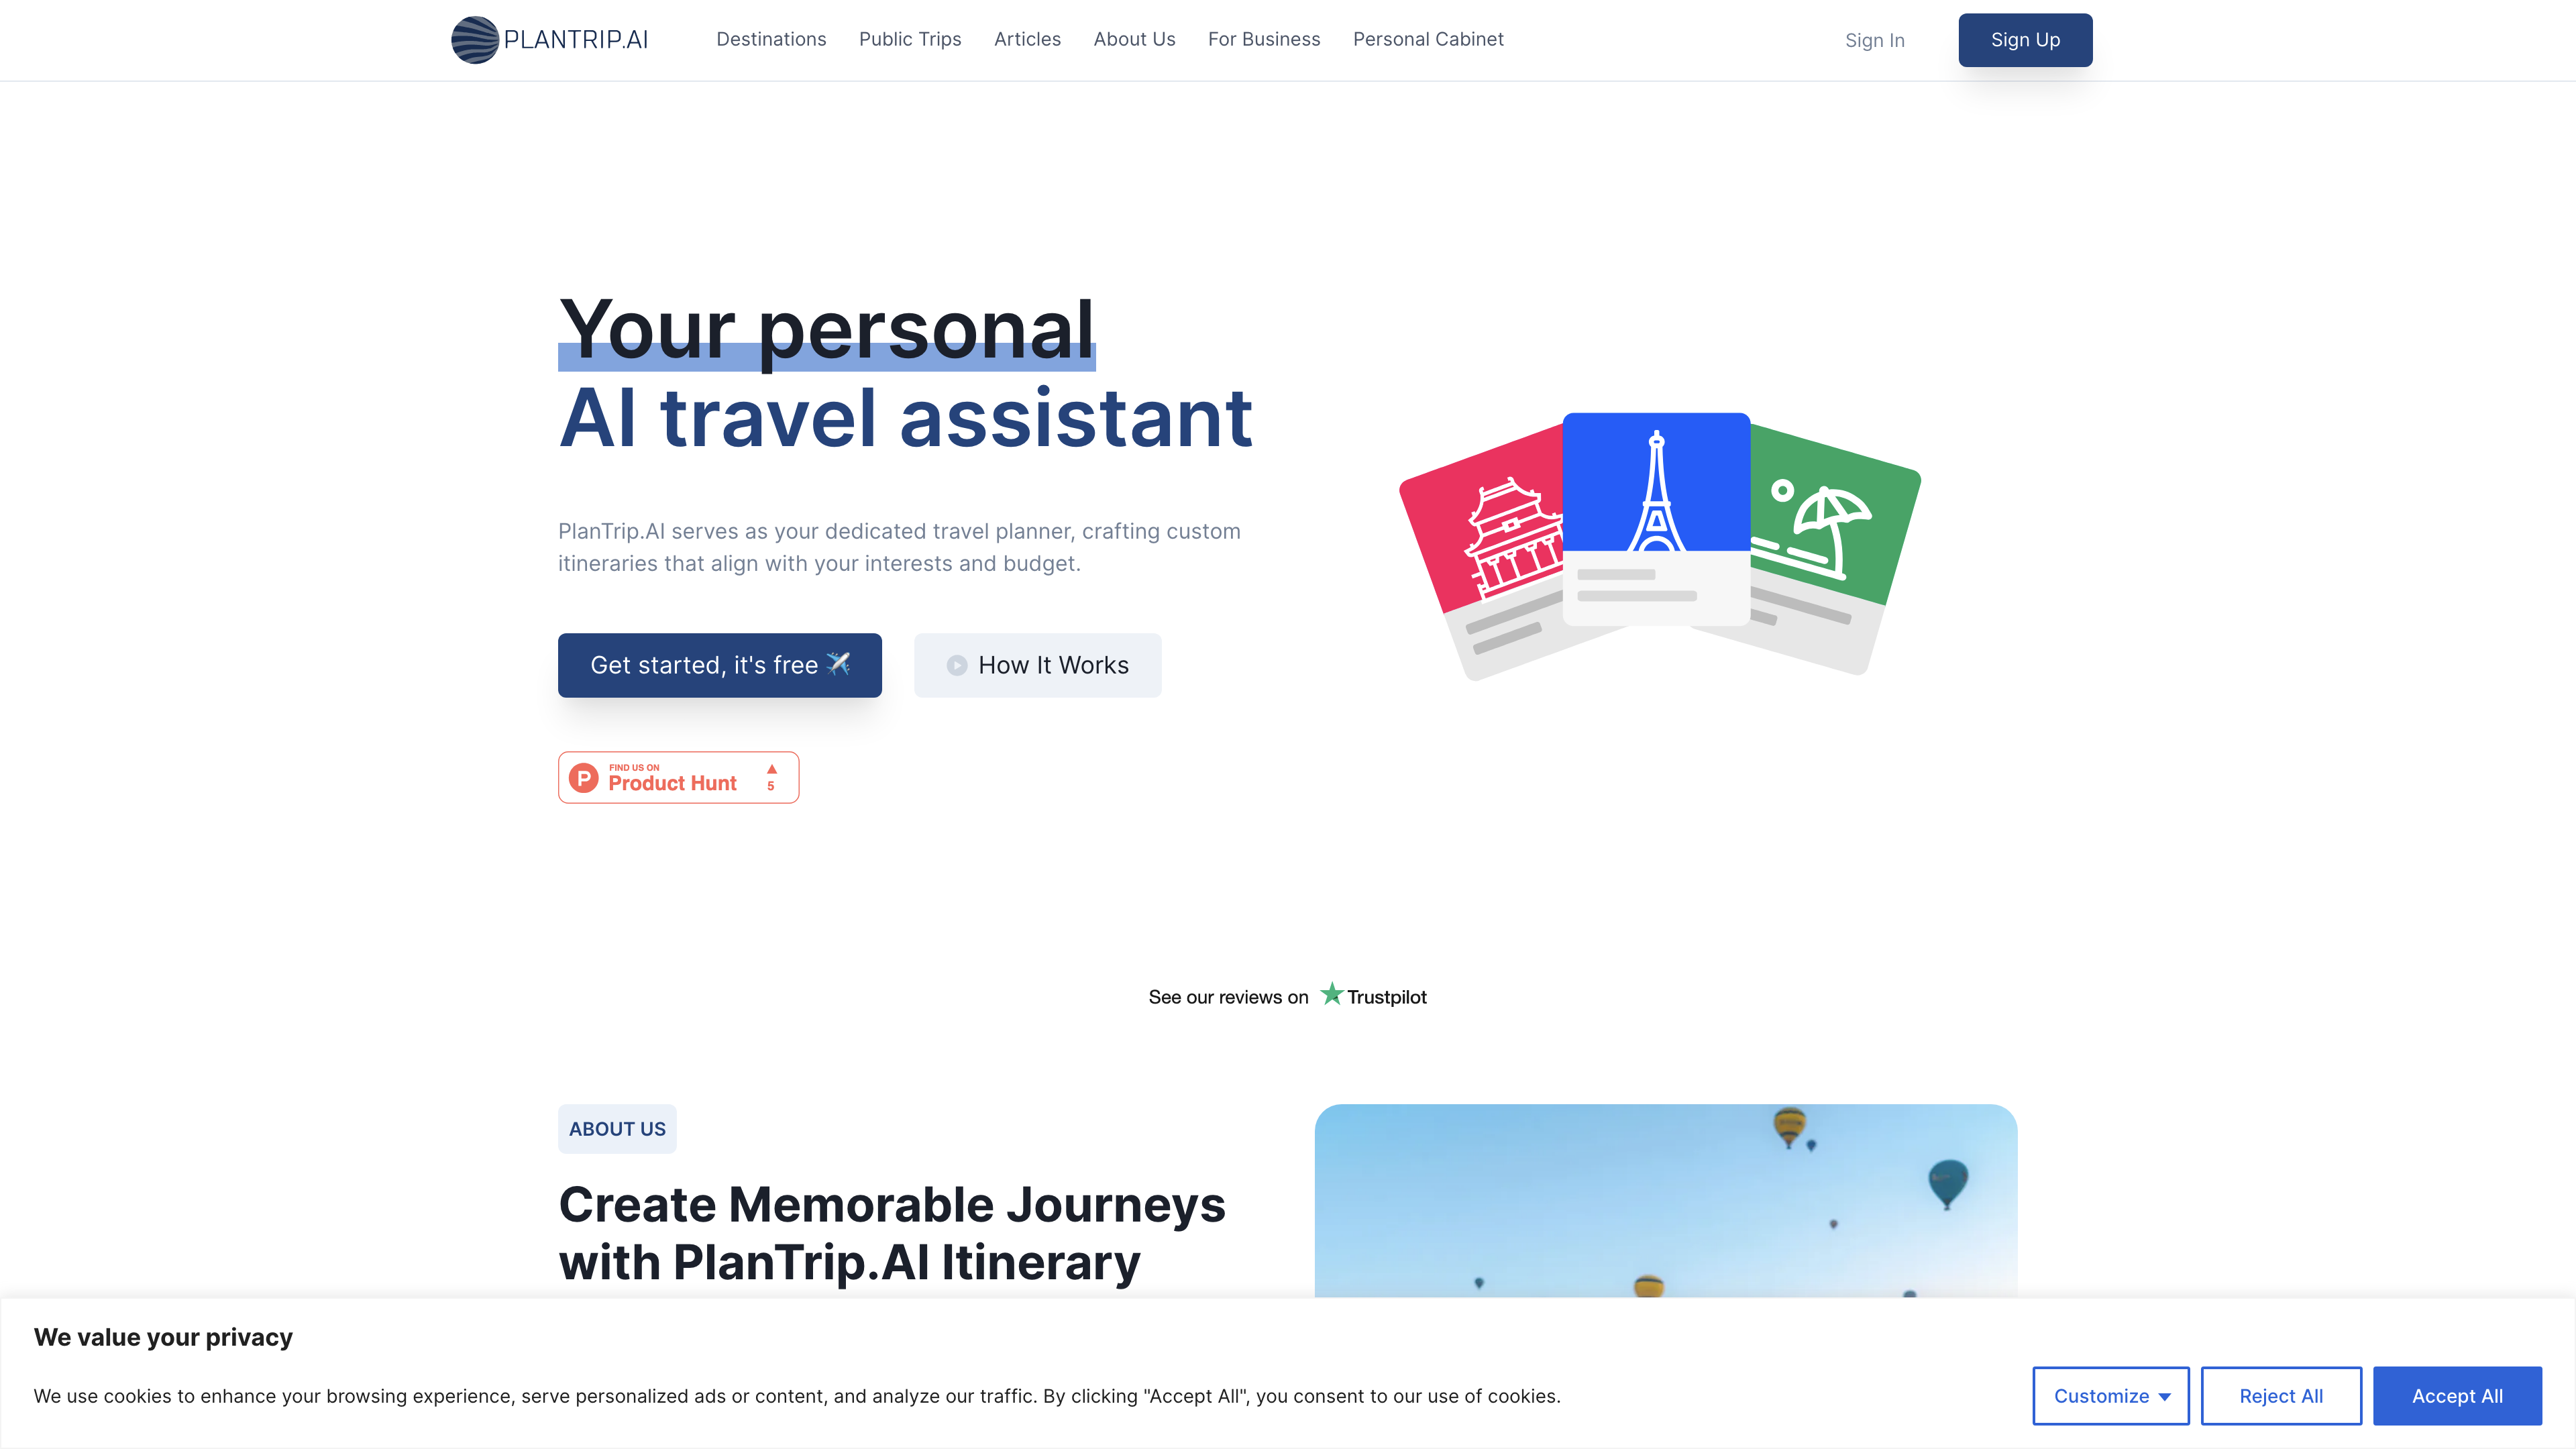 PLANTRIP.AI
Destinations
Public Trips
Articles
About Us
For Business
Personal Cabinet
Sign In
Sign Up
Your personal
AI travel assistant
PlanTrip.AI serves as your dedicated travel planner, crafting custom
itineraries that align with your interests and budget.
Get started, it's free ✈️
How It Works
FIND US ON
Product Hunt
5
See our reviews on Trustpilot
ABOUT US
Create Memorable Journeys
with PlanTrip.AI Itinerary
We value your privacy
We use cookies to enhance your browsing experience, serve personalized ads or content, and analyze our traffic. By clicking "Accept All", you consent to our use of cookies.
Customize
Reject All
Accept All